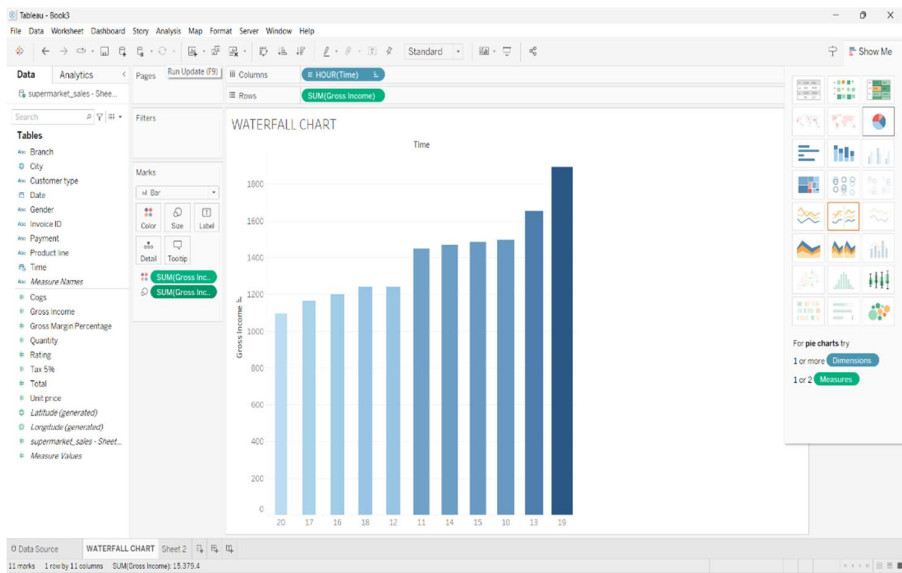 Tableau - Book3
File Data Worksheet Dashboard Story Analysis Map Format Server Window Help
Standard
Show Me
Data Analytics
Pages
Run Update (F9)
Columns
HOUR(Time)
supermarket_sales - Shee...
Rows
SUM(Gross Income)
Search
Filters
WATERFALL CHART
Tables
Time
Abc Branch
City
Abc Customer type
Date
Abc Gender
Abc Invoice ID
Abc Payment
Abc Product line
Time
Abc Measure Names
Cogs
Gross Income
Gross Margin Percentage
Quantity
Rating
Tax 5%
Total
Unit price
Latitude (generated)
Longitude (generated)
supermarket_sales - Sheet...
Measure Values
Marks
Bar
Color Size Label
Detail Tooltip
SUM(Gross Inc..
SUM(Gross Inc..
Gross Income
1800
1600
1400
1200
1000
800
600
400
200
0
20 17 16 18 12 11 14 15 10 13 19
For pie charts try
1 or more Dimensions
1 or 2 Measures
Data Source WATERFALL CHART Sheet 2
11 marks 1 row by 11 columns SUM(Gross Income): 15,379.4